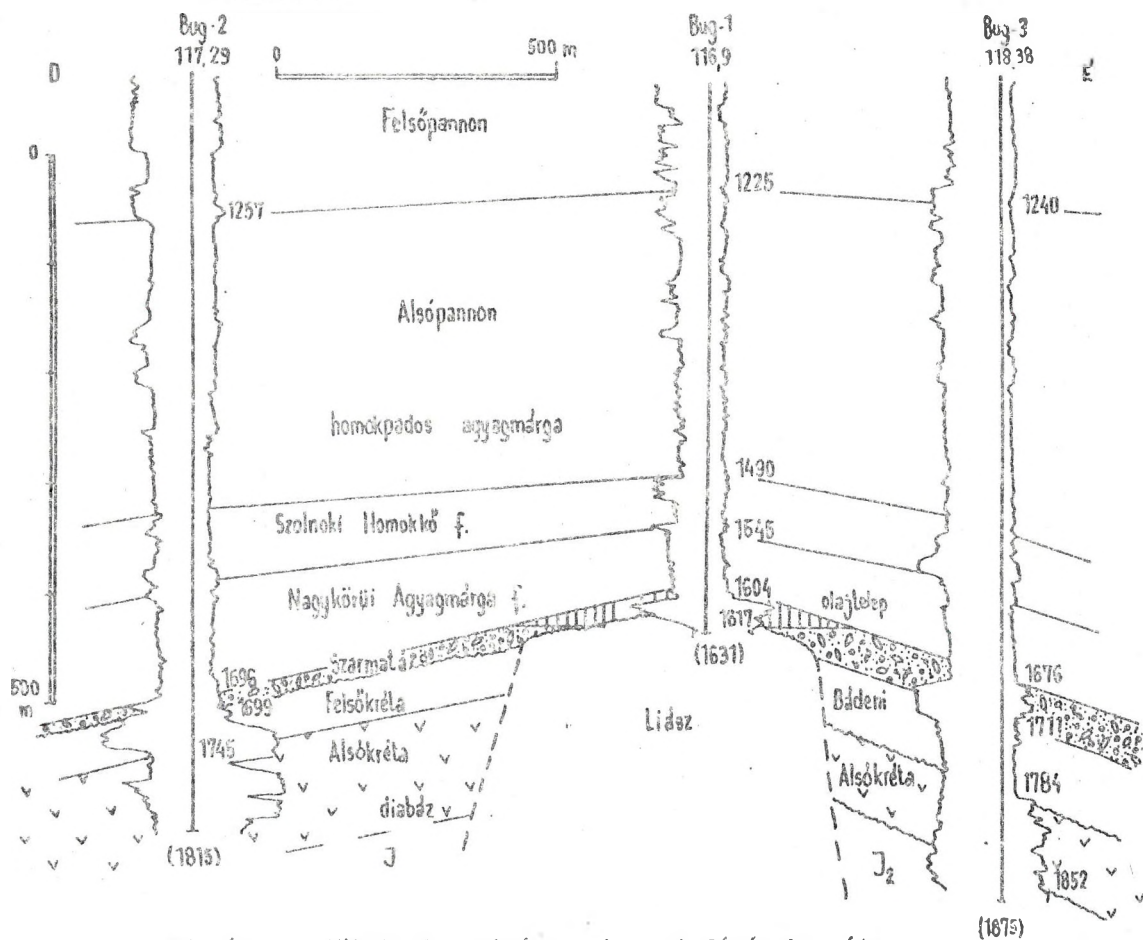 Bug-2
117,29
0
500 m
Bug-1
116,9
Bug-3
118,38
D
É
Felsőpannon
0
1257
1225
1240
Alsópannon
homokpados agyagmárga
1490
Szolnoki Homokkő f.
1545
Nagykörüi Agyagmárga f.
1604
olajtelep
1617
(1631)
1696
Szarmata
1699
500
m
Felsőkréta
1745
Alsókréta
diabáz
J
(1815)
Lidsz
Bádeni
Alsókréta
J2
1676
1711
1784
1852
(1875)